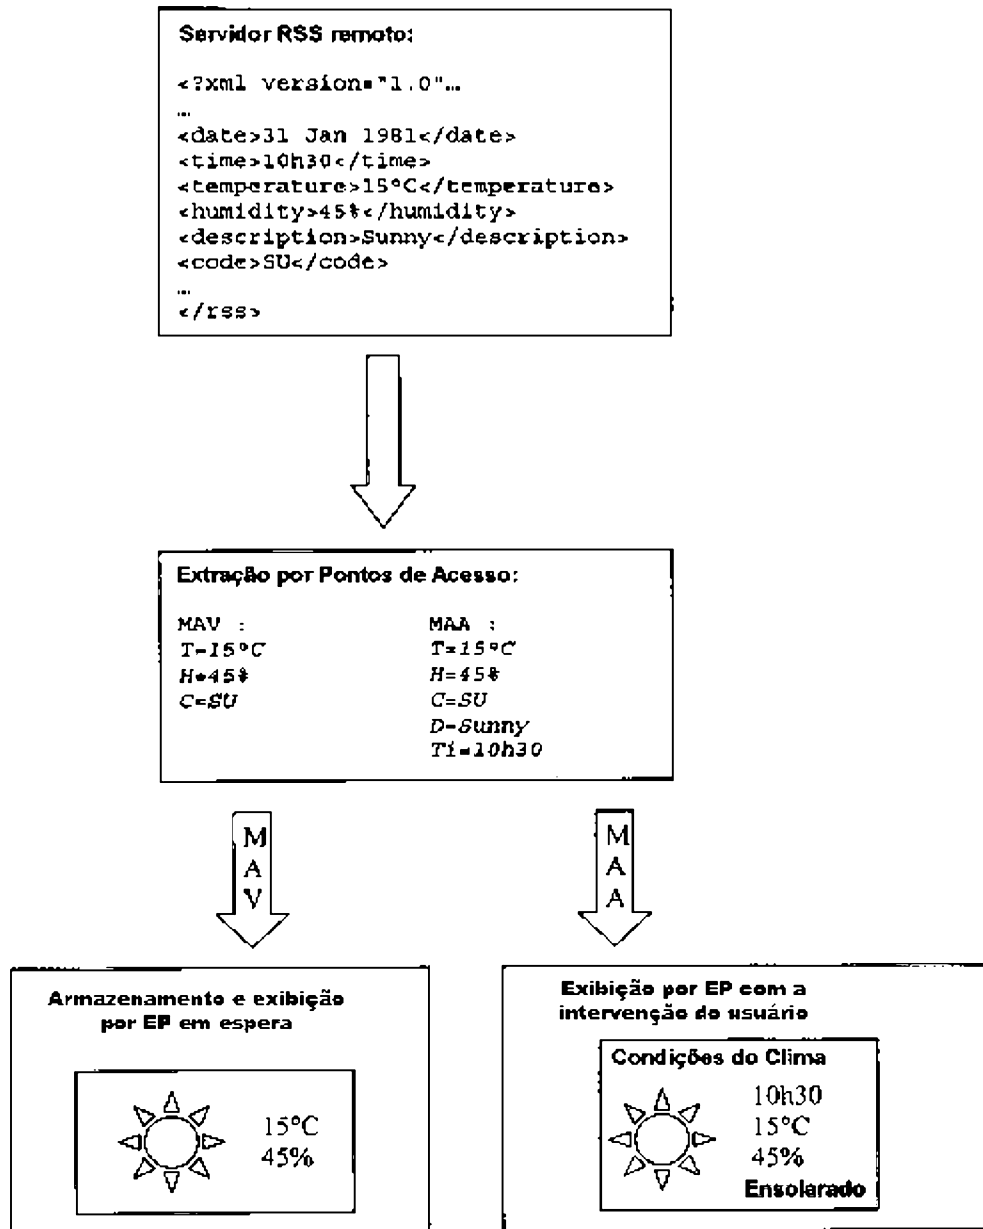 Servidor RSS remoto:
<?xml version="1.0"…
…
<date>31 Jan 1981</date>
<time>10h30</time>
<temperature>15°C</temperature>
<humidity>45%</humidity>
<description>Sunny</description>
<code>SU</code>
…
</rss>
Extração por Pontos de Acesso:
MAV :
T=15°C
H=45%
C=SU
MAA :
T=15°C
H=45%
C=SU
D=Sunny
Ti=10h30
M
A
V
M
A
A
Armazenamento e exibição
por EP em espera
15°C
45%
Exibição por EP com a
intervenção do usuário
Condições do Clima
10h30
15°C
45%
Ensolarado